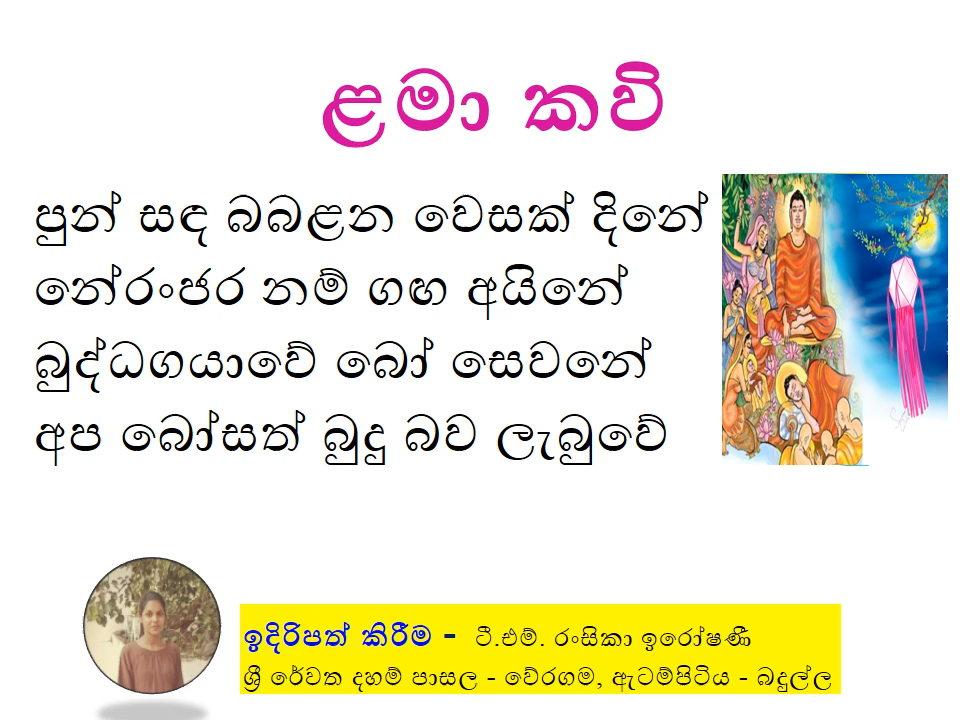 ළමා කවි
පුන් සඳ බබළන වෙසක් දිනේ
නේරංජර නම් ගඟ අයිනේ
බුද්ධගයාවේ බෝ සෙවනේ
අප බෝසත් බුදු බව ලැබුවේ
ඉදිරිපත් කිරීම - ටී.එම්. රංසිකා ඉරෝෂණී
ශ්‍රී රේවත දහම් පාසල - වේරගම, ඇටම්පිටිය - බදුල්ල